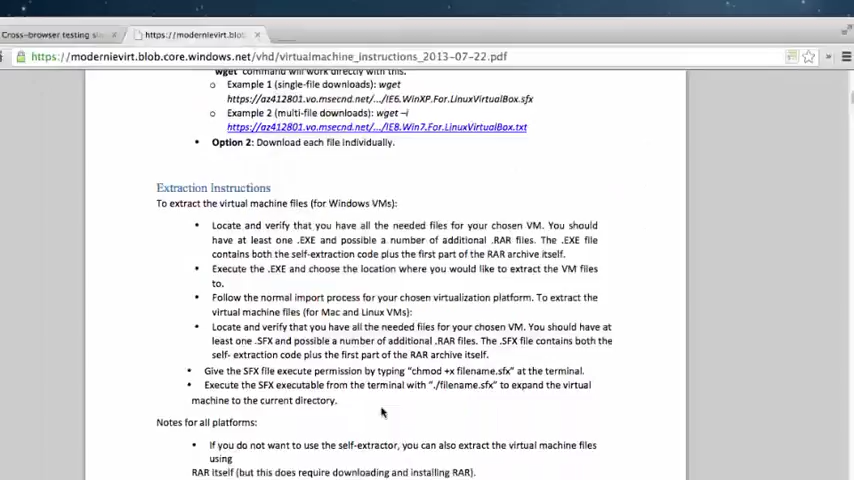 Cross-browser testing sim
https://modernievirt.blob
https://modernievirt.blob.core.windows.net/vhd/virtualmachine_instructions_2013-07-22.pdf
"wget" command will work directly with this.
o Example 1 (single-file downloads): wget
https://az412801.vo.msecnd.net/.../IE6.WinXP.For.LinuxVirtualBox.sfx
o Example 2 (multi-file downloads): wget –i
https://az412801.vo.msecnd.net/.../IE8.Win7.For.LinuxVirtualBox.txt
• Option 2: Download each file individually.
Extraction Instructions
To extract the virtual machine files (for Windows VMs):
• Locate and verify that you have all the needed files for your chosen VM. You should
have at least one .EXE and possible a number of additional .RAR files. The .EXE file
contains both the self-extraction code plus the first part of the RAR archive itself.
• Execute the .EXE and choose the location where you would like to extract the VM files
to.
• Follow the normal import process for your chosen virtualization platform. To extract the
virtual machine files (for Mac and Linux VMs):
• Locate and verify that you have all the needed files for your chosen VM. You should have at
least one .SFX and possible a number of additional .RAR files. The .SFX file contains both the
self- extraction code plus the first part of the RAR archive itself.
• Give the SFX file execute permission by typing “chmod +x filename.sfx” at the terminal.
• Execute the SFX executable from the terminal with “./filename.sfx” to expand the virtual
machine to the current directory.
Notes for all platforms:
• If you do not want to use the self-extractor, you can also extract the virtual machine files
using
RAR itself (but this does require downloading and installing RAR).